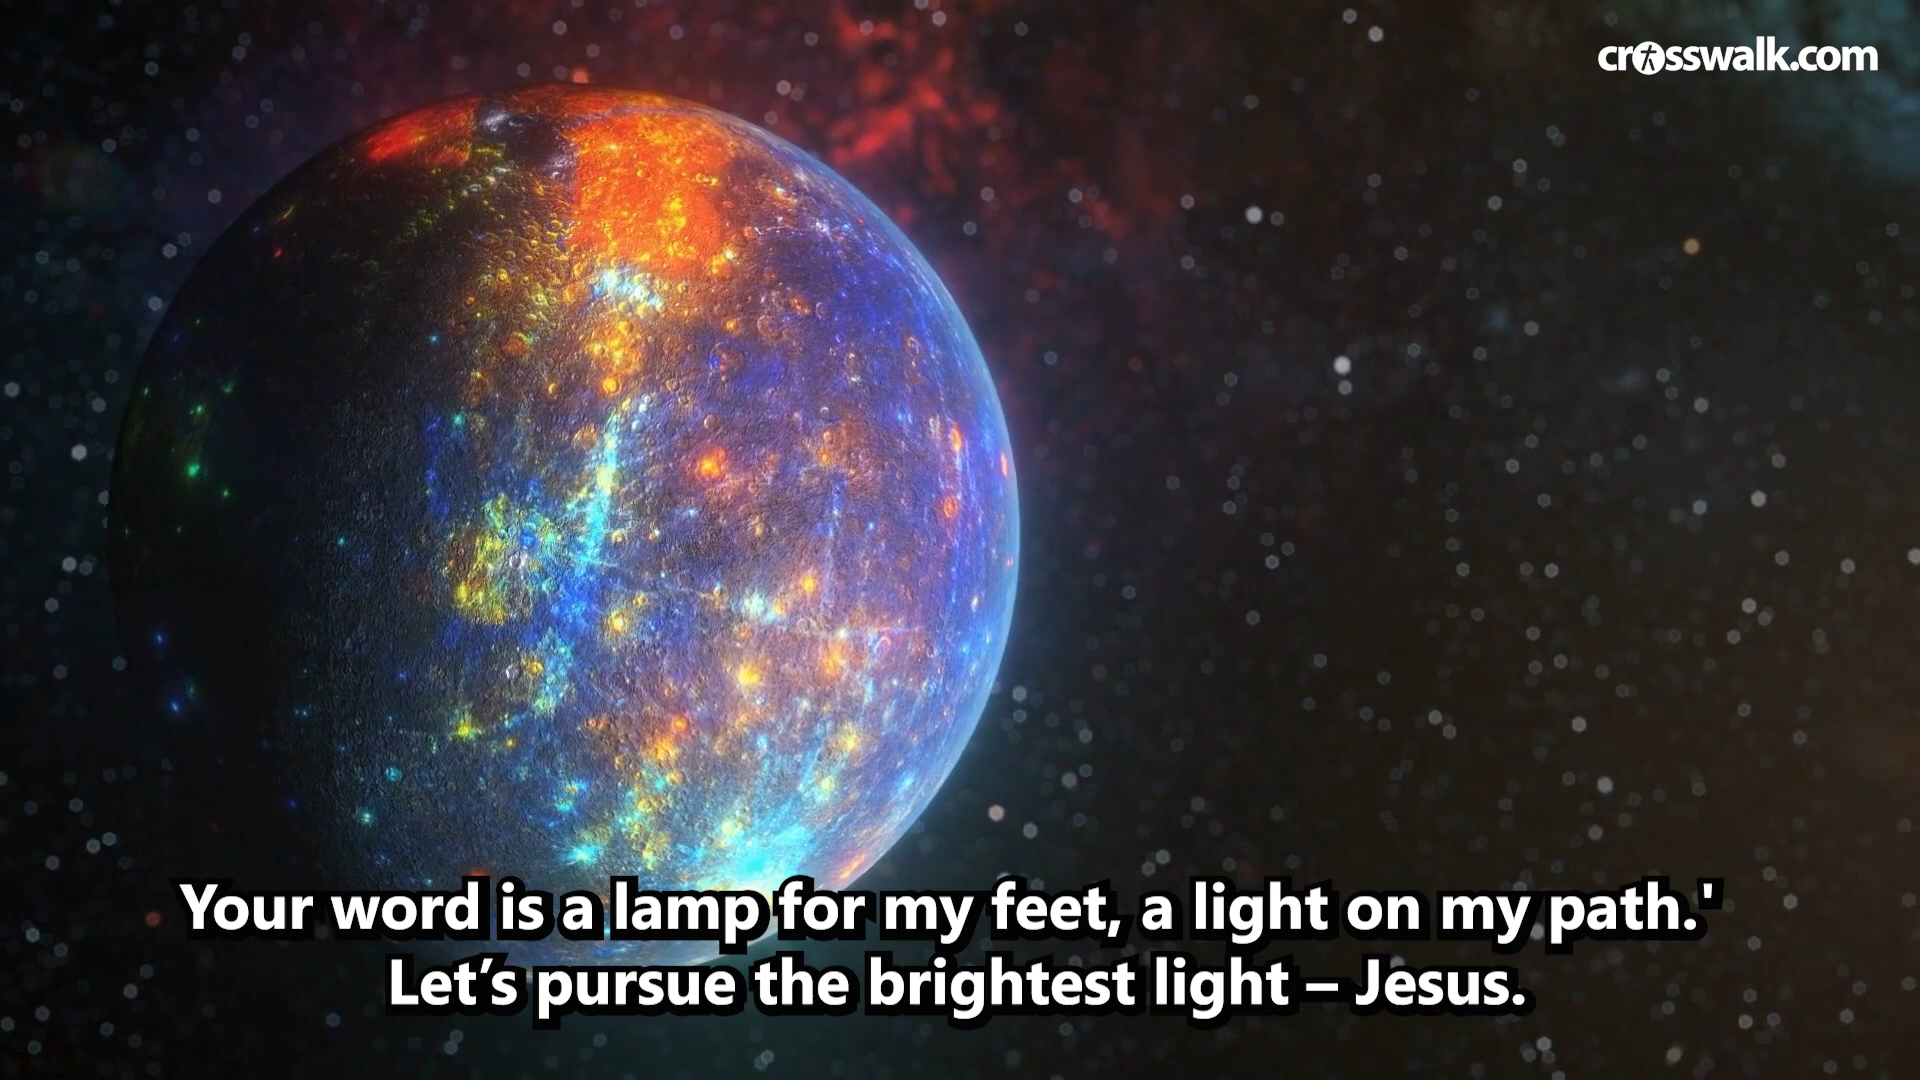 crosswalk.com
Your word is a lamp for my feet, a light on my path.'
Let’s pursue the brightest light – Jesus.